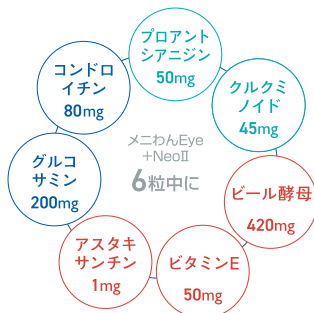 プロアント
シアニジン
50mg
クルクミ
ノイド
45mg
ビール酵母
420mg
ビタミンE
50mg
アスタキ
サンチン
1mg
グルコ
サミン
200mg
コンドロ
イチン
80mg
メニわんEye
+NeoⅡ
6粒中に